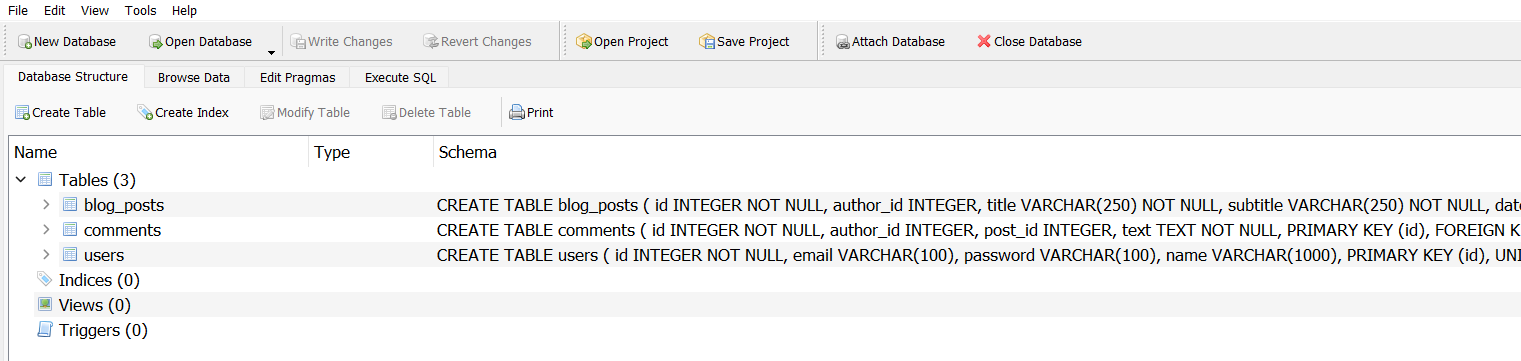 File Edit View Tools Help
New Database Open Database Write Changes Revert Changes Open Project Save Project Attach Database Close Database
Database Structure Browse Data Edit Pragmas Execute SQL
Create Table Create Index Modify Table Delete Table Print
Name Type Schema
Tables (3)
blog_posts CREATE TABLE blog_posts ( id INTEGER NOT NULL, author_id INTEGER, title VARCHAR(250) NOT NULL, subtitle VARCHAR(250) NOT NULL, date
comments CREATE TABLE comments ( id INTEGER NOT NULL, author_id INTEGER, post_id INTEGER, text TEXT NOT NULL, PRIMARY KEY (id), FOREIGN K
users CREATE TABLE users ( id INTEGER NOT NULL, email VARCHAR(100), password VARCHAR(100), name VARCHAR(1000), PRIMARY KEY (id), UNI
Indices (0)
Views (0)
Triggers (0)